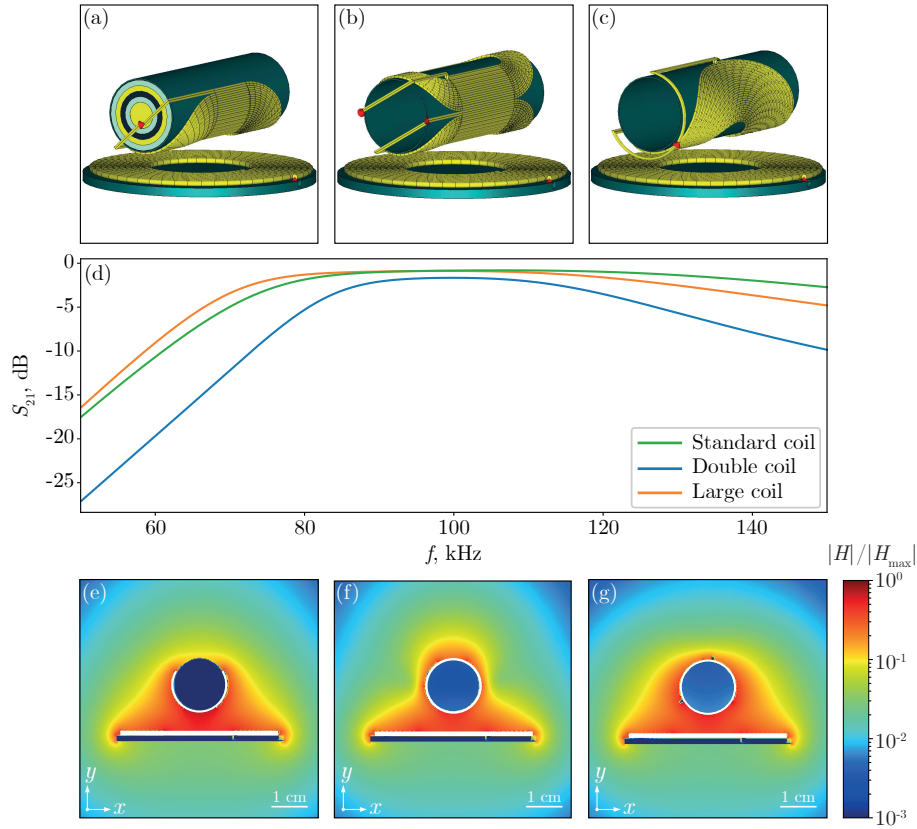 (a)
(b)
(c)
(d)
0
-5
-10
-15
-20
-25
S21, dB
60
80
100
120
140
f, kHz
Standard coil
Double coil
Large coil
|H|/|Hmax|
(e)
(f)
(g)
y
x
1 cm
y
x
1 cm
y
x
1 cm
10^0
10^-1
10^-2
10^-3